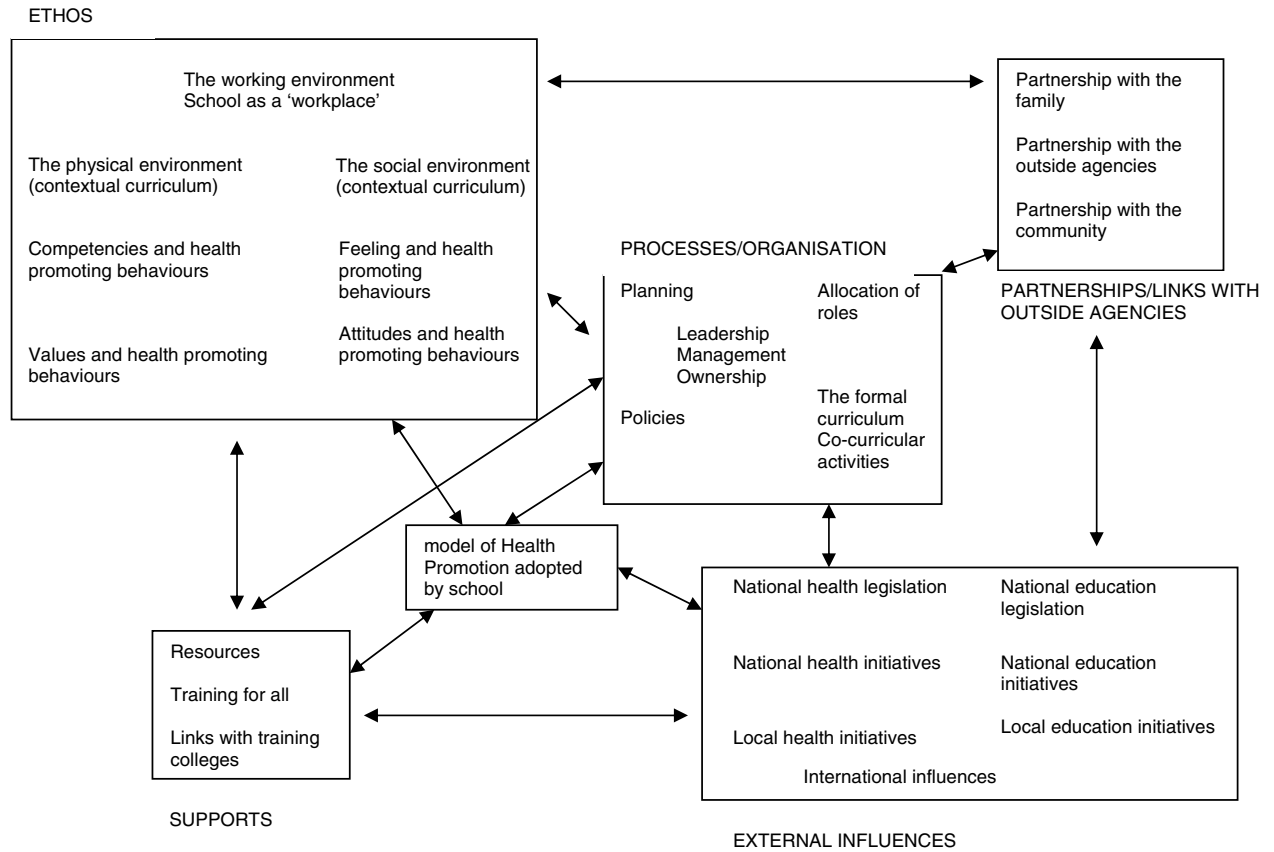 ETHOS
The working environment
School as a ‘workplace’
The physical environment
(contextual curriculum)
The social environment
(contextual curriculum)
Competencies and health
promoting behaviours
Feeling and health
promoting
behaviours
Values and health promoting
behaviours
Attitudes and health
promoting behaviours
Partnership with the
family
Partnership with the
outside agencies
Partnership with the
community
PARTNERSHIPS/LINKS WITH
OUTSIDE AGENCIES
PROCESSES/ORGANISATION
Planning
Allocation of
roles
Leadership
Management
Ownership
Policies
The formal
curriculum
Co-curricular
activities
model of Health
Promotion adopted
by school
Resources
Training for all
Links with training
colleges
SUPPORTS
National health legislation
National education
legislation
National health initiatives
National education
initiatives
Local health initiatives
Local education initiatives
International influences
EXTERNAL INFLUENCES